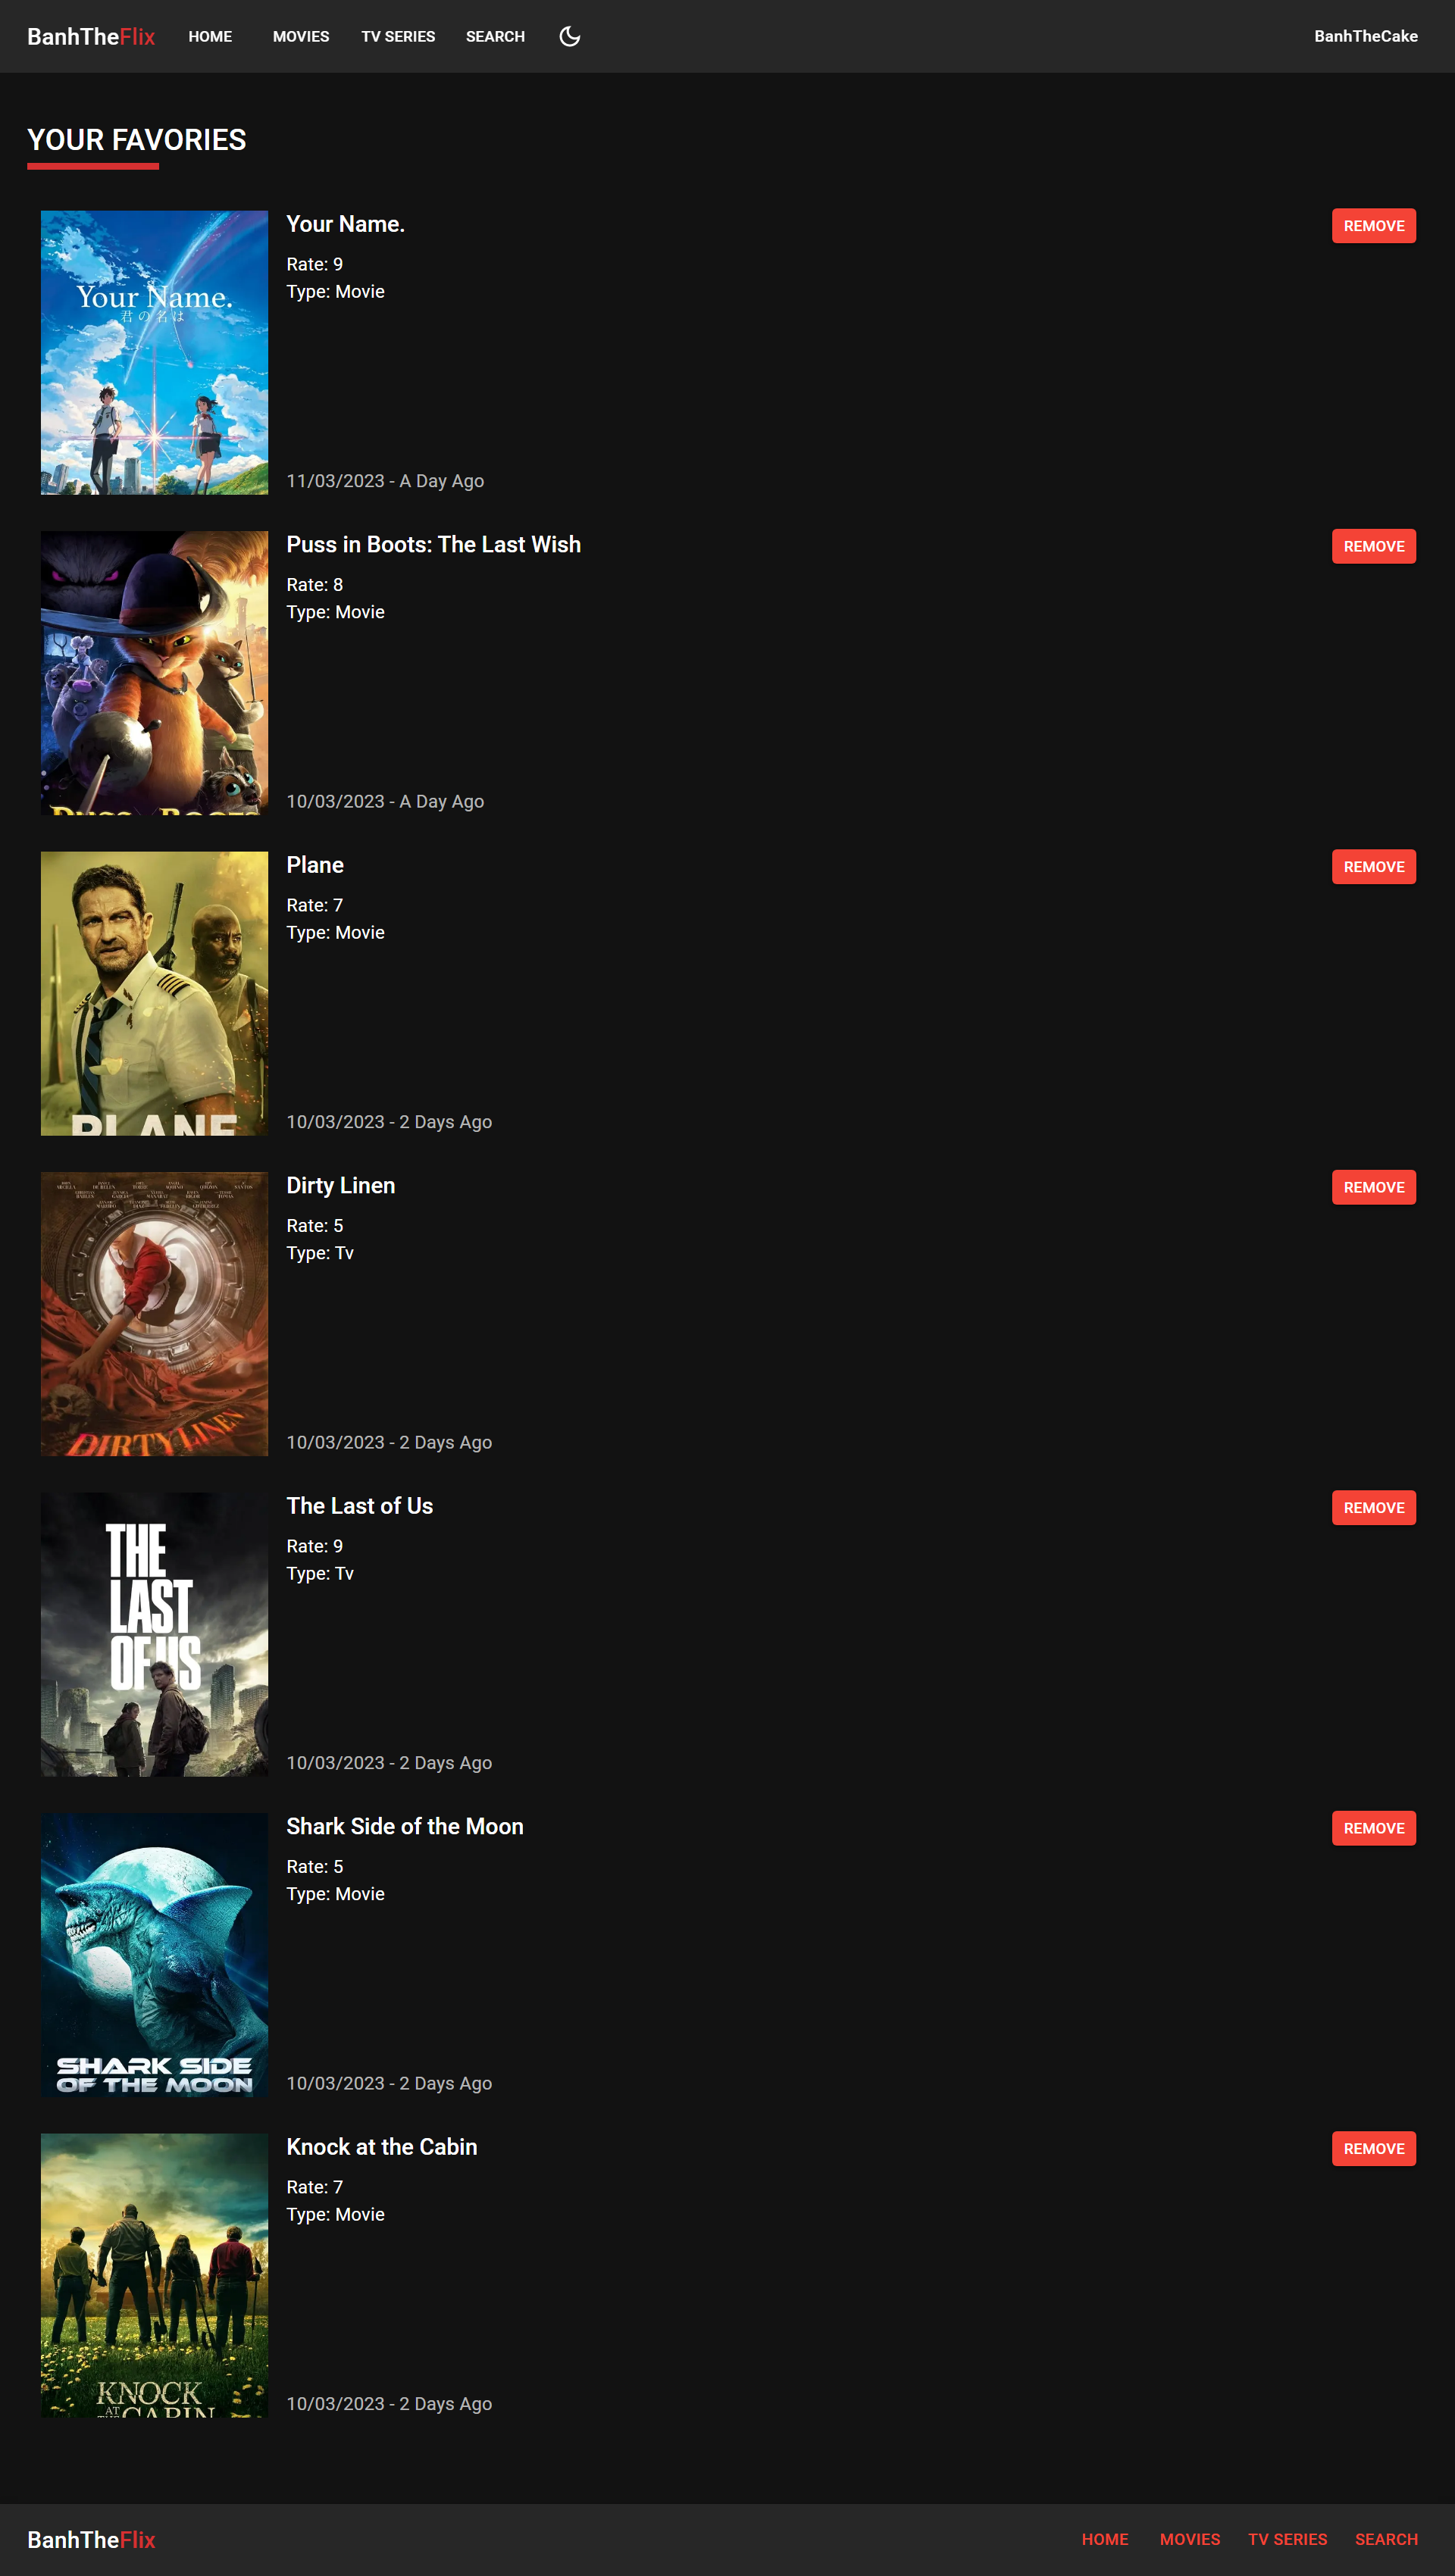 BanhTheFlix HOME MOVIES TV SERIES SEARCH BanhTheCake
YOUR FAVORIES
Your Name.
REMOVE
Rate: 9
Type: Movie
Your Name.
君の名は
11/03/2023 - A Day Ago
Puss in Boots: The Last Wish
REMOVE
Rate: 8
Type: Movie
10/03/2023 - A Day Ago
PUSS BOOTS
Plane
REMOVE
Rate: 7
Type: Movie
10/03/2023 - 2 Days Ago
PLANE
Dirty Linen
REMOVE
Rate: 5
Type: Tv
10/03/2023 - 2 Days Ago
DIRTY LINEN
The Last of Us
REMOVE
Rate: 9
Type: Tv
THE
LAST
OF US
10/03/2023 - 2 Days Ago
Shark Side of the Moon
REMOVE
Rate: 5
Type: Movie
SHARK SIDE
OF THE MOON
10/03/2023 - 2 Days Ago
Knock at the Cabin
REMOVE
Rate: 7
Type: Movie
KNOCK
AT
THE CABIN
10/03/2023 - 2 Days Ago
BanhTheFlix HOME MOVIES TV SERIES SEARCH